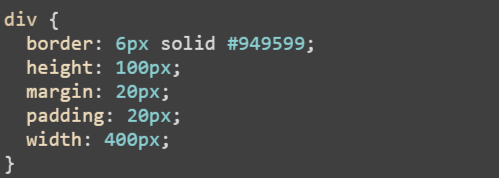 div {
  border: 6px solid #949599;
  height: 100px;
  margin: 20px;
  padding: 20px;
  width: 400px;
}